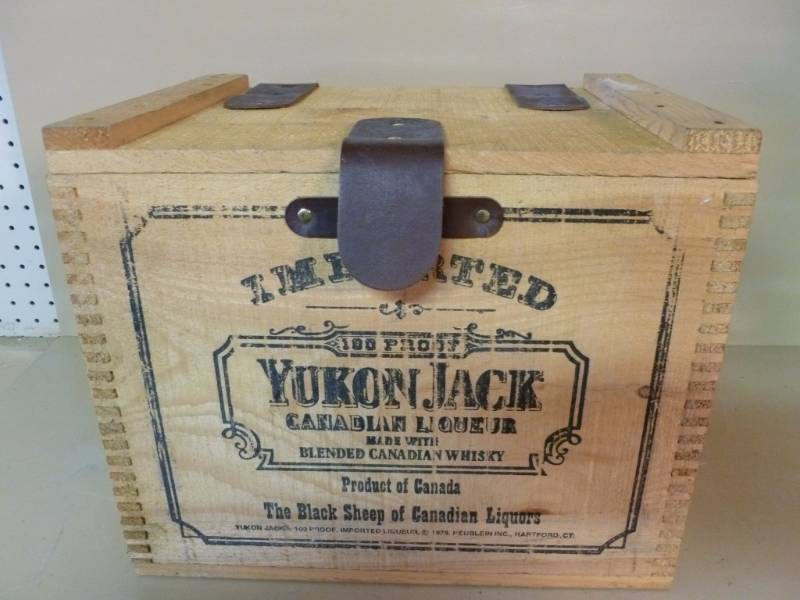 IMPORTED
100 PROOF
YUKON JACK
CANADIAN LIQUEUR
MADE WITH
BLENDED CANADIAN WHISKY
Product of Canada
The Black Sheep of Canadian Liquors
YUKON JACK® 100 PROOF. IMPORTED LIQUEUR, © 1979, HEUBLEIN INC., HARTFORD, CT.